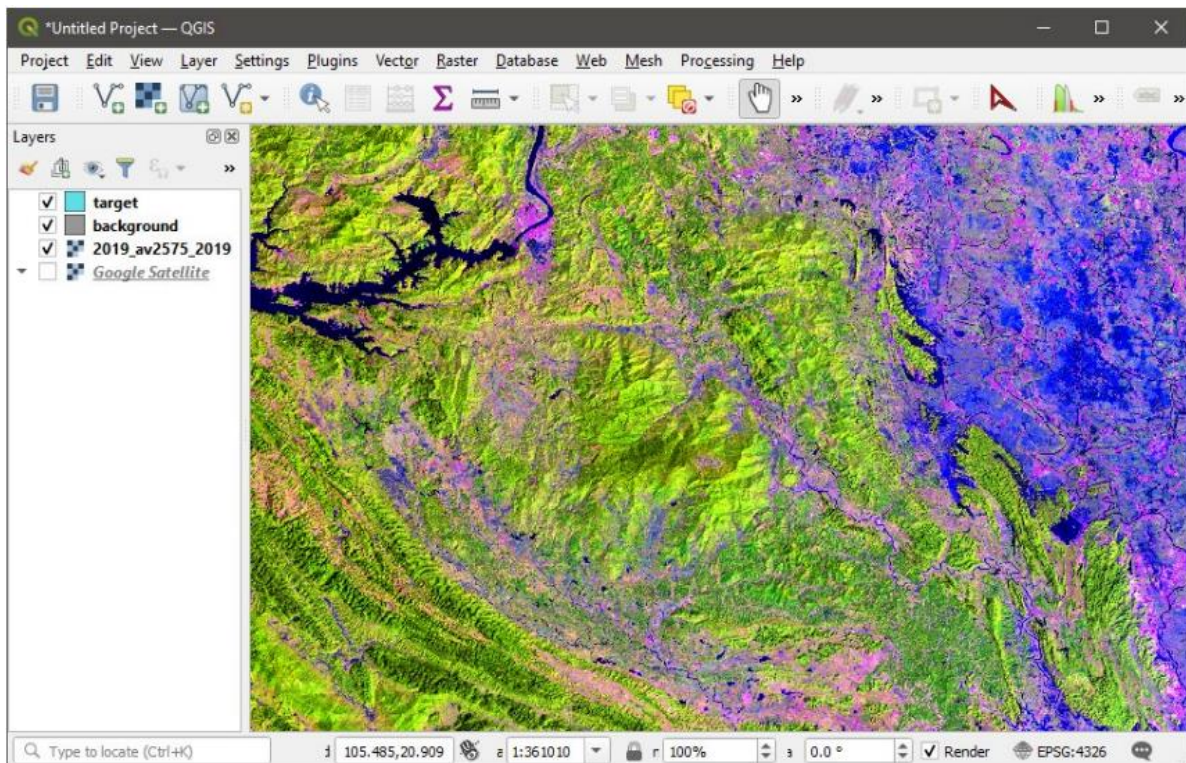 *Untitled Project — QGIS
Project Edit View Layer Settings Plugins Vector Raster Database Web Mesh Processing Help
Layers
target
background
2019_av2575_2019
Google Satellite
Type to locate (Ctrl+K) 105.485,20.909 1:361010 100% 0.0 ° Render EPSG:4326